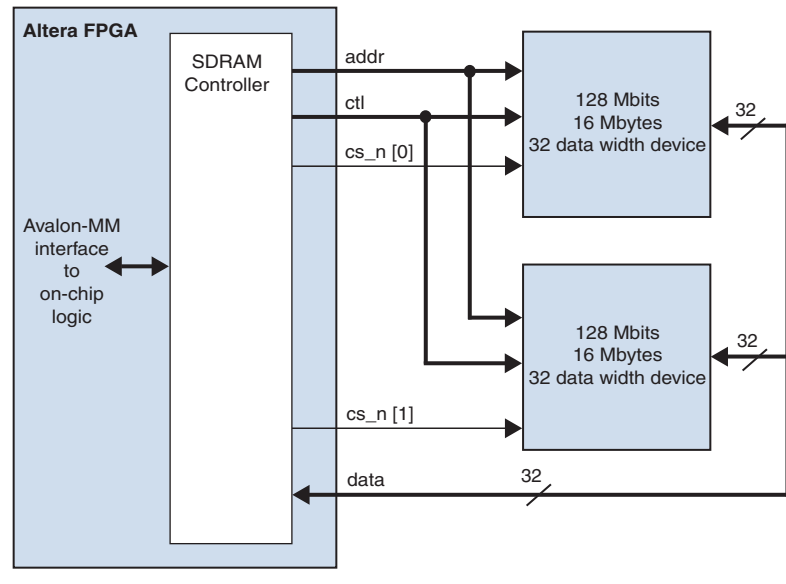 Altera FPGA
SDRAM
Controller
addr
ctl
cs_n [0]
128 Mbits
16 Mbytes
32 data width device
32
Avalon-MM
interface
to
on-chip
logic
128 Mbits
16 Mbytes
32 data width device
32
cs_n [1]
data
32